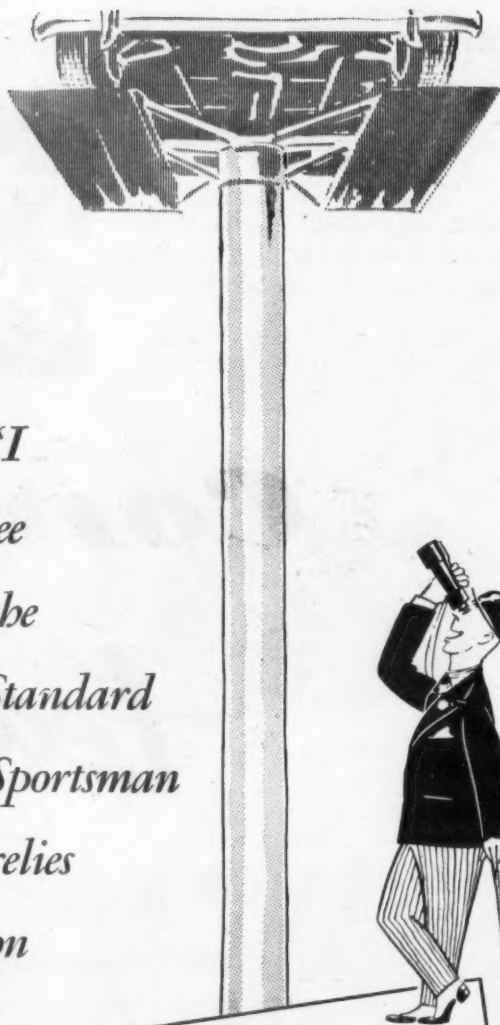 “I
see
the
Standard
Sportsman
relies
on